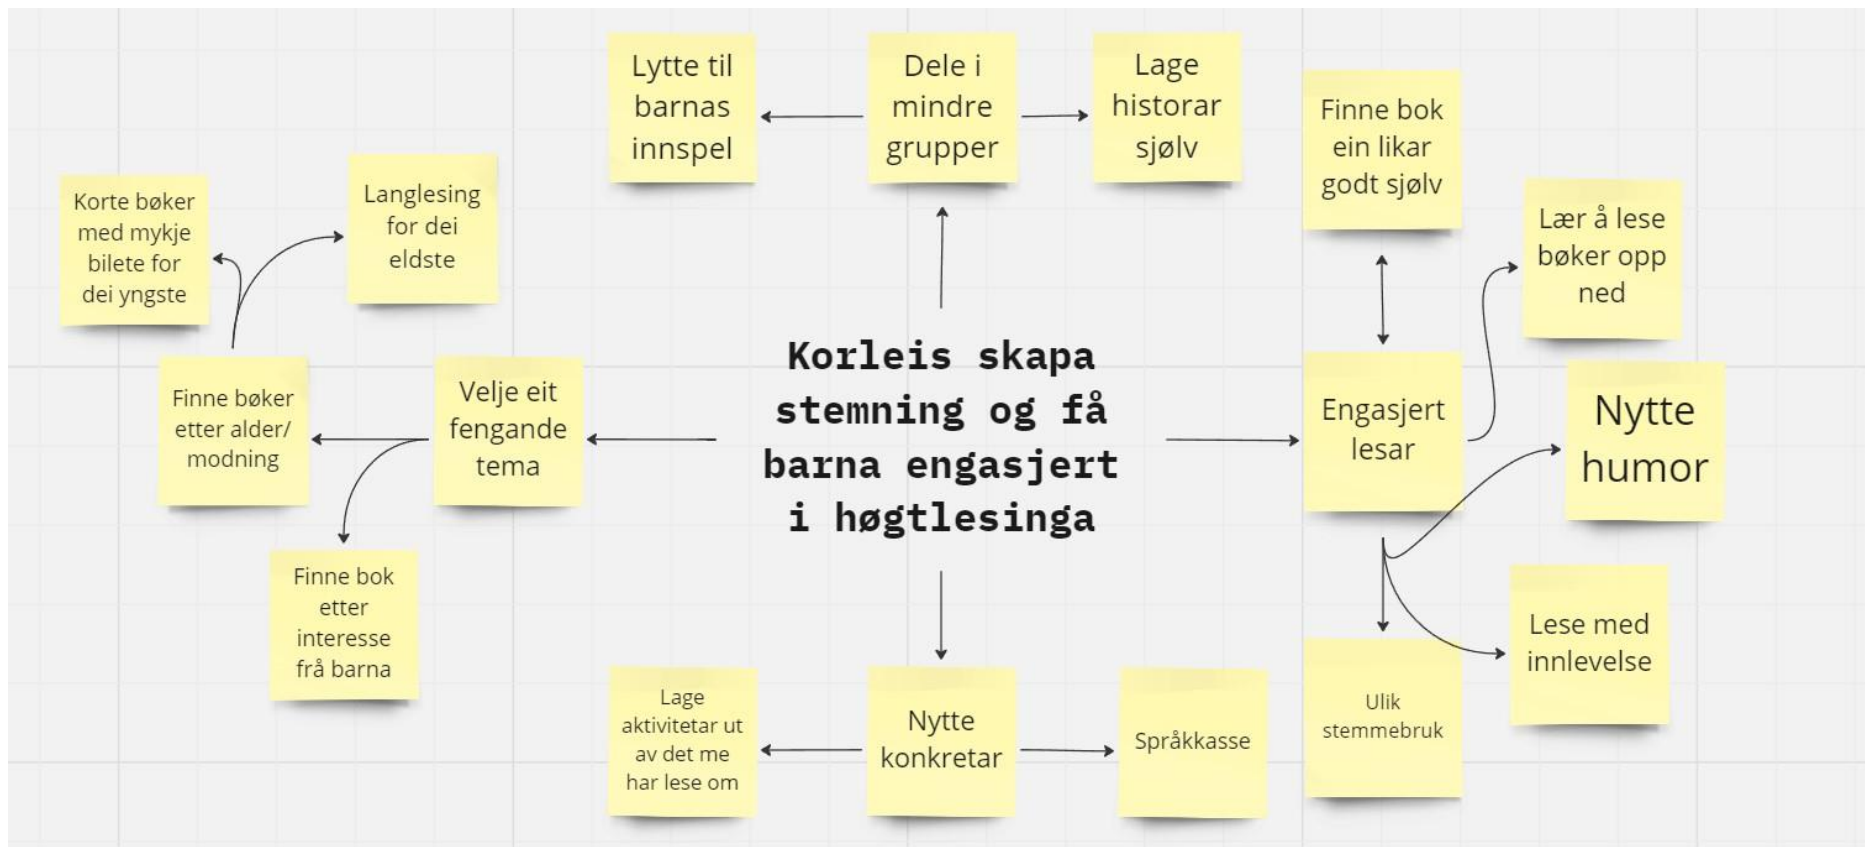 Lytte til
barnas
innspel
Dele i
mindre
grupper
Lage
historar
sjølv
Finne bok
ein likar
godt sjølv
Lær å lese
bøker opp
ned
Korte bøker
med mykje
bilete for
dei yngste
Langlesing
for dei
eldste
Finne bøker
etter alder/
modning
Velje eit
fengande
tema
Korleis skapa
stemning og få
barna engasjert
i høgtlesinga
Engasjert
lesar
Nytte
humor
Finne bok
etter
interesse
frå barna
Lage
aktivitetar ut
av det me
har lese om
Nytte
konkretar
Språkkasse
Ulik
stemmebruk
Lese med
innlevelse